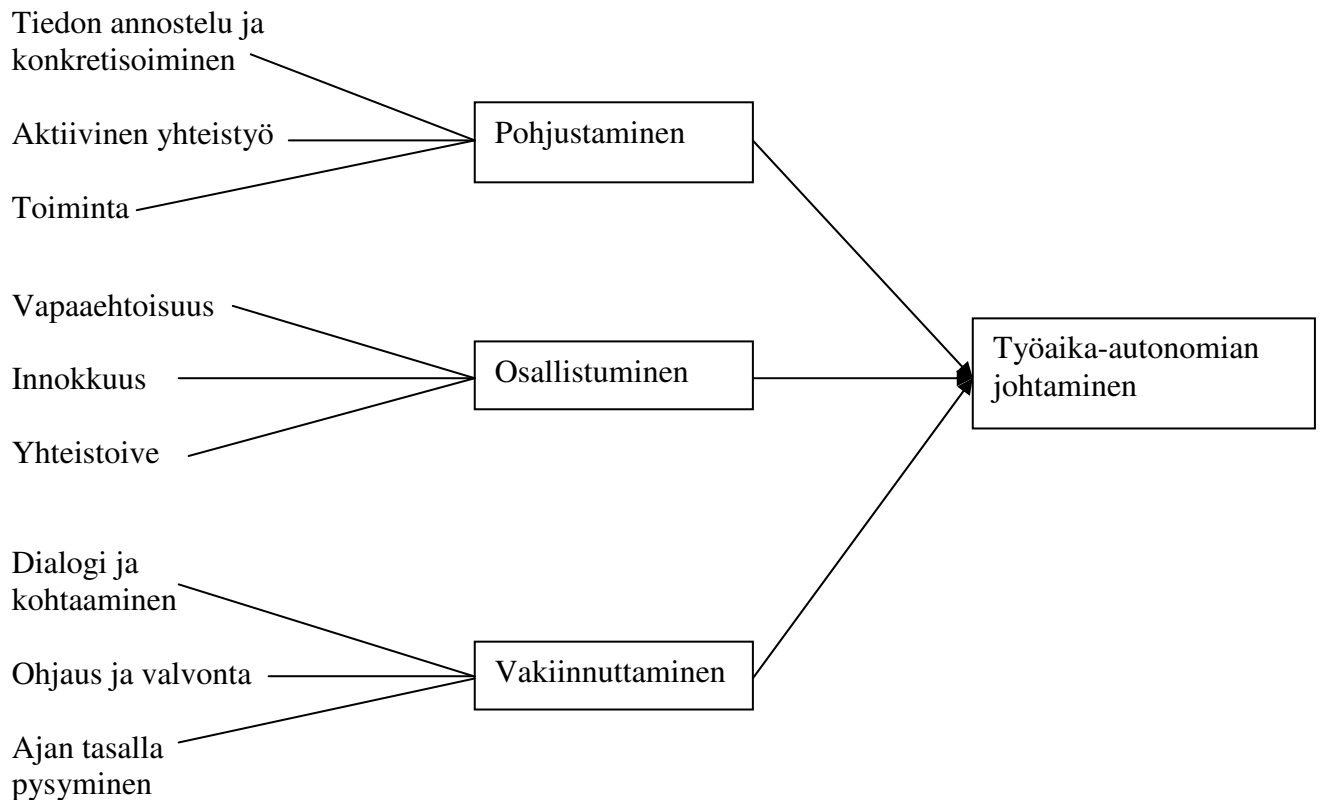 Tiedon annostelu ja
konkretisoiminen
Aktiivinen yhteistyö
Toiminta
Pohjustaminen
Vapaaehtoisuus
Innokkuus
Yhteistoive
Osallistuminen
Dialogi ja
kohtaaminen
Ohjaus ja valvonta
Ajan tasalla
pysyminen
Vakiinnuttaminen
Työaika-autonomian
johtaminen